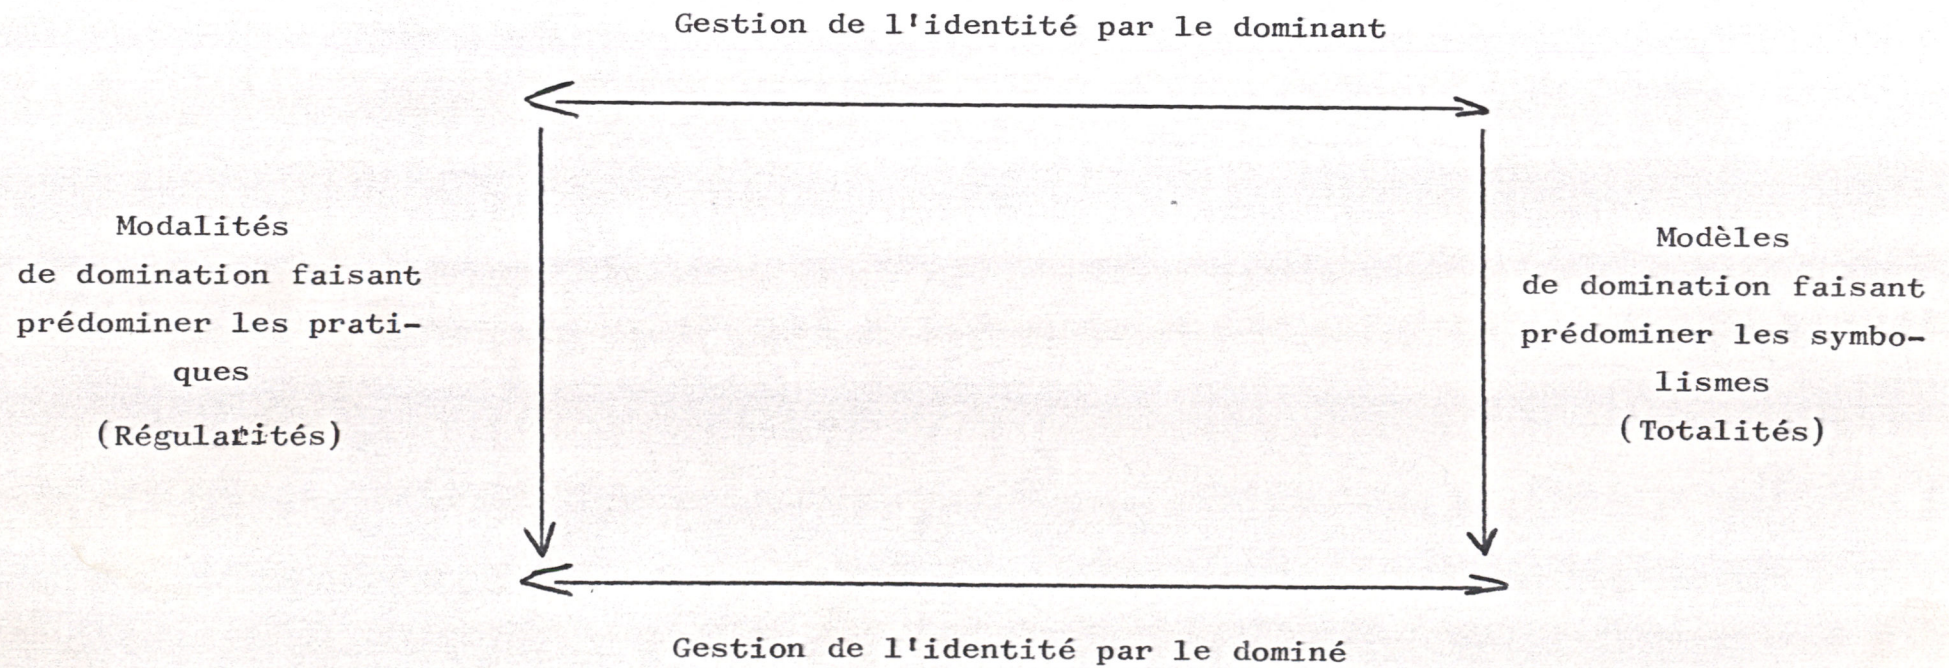 Gestion de l'identité par le dominant
Modalités
de domination faisant
prédominer les prati-
ques
(Régularités)
Modèles
de domination faisant
prédominer les symbo-
lismes
(Totalités)
Gestion de l'identité par le dominé